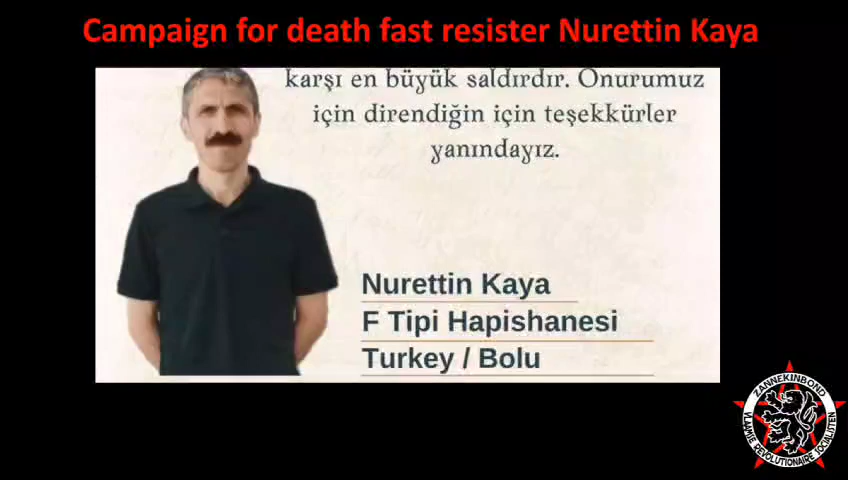 Campaign for death fast resister Nurettin Kaya
karşı en büyük saldırdır. Onurumuz
için direndiğin için teşekkürler
yanındayız.
Nurettin Kaya
F Tipi Hapishanesi
Turkey / Bolu
ZANNEKINBOND
VLAAMSE REVOLUTIONAIRE SOCIALISTEN